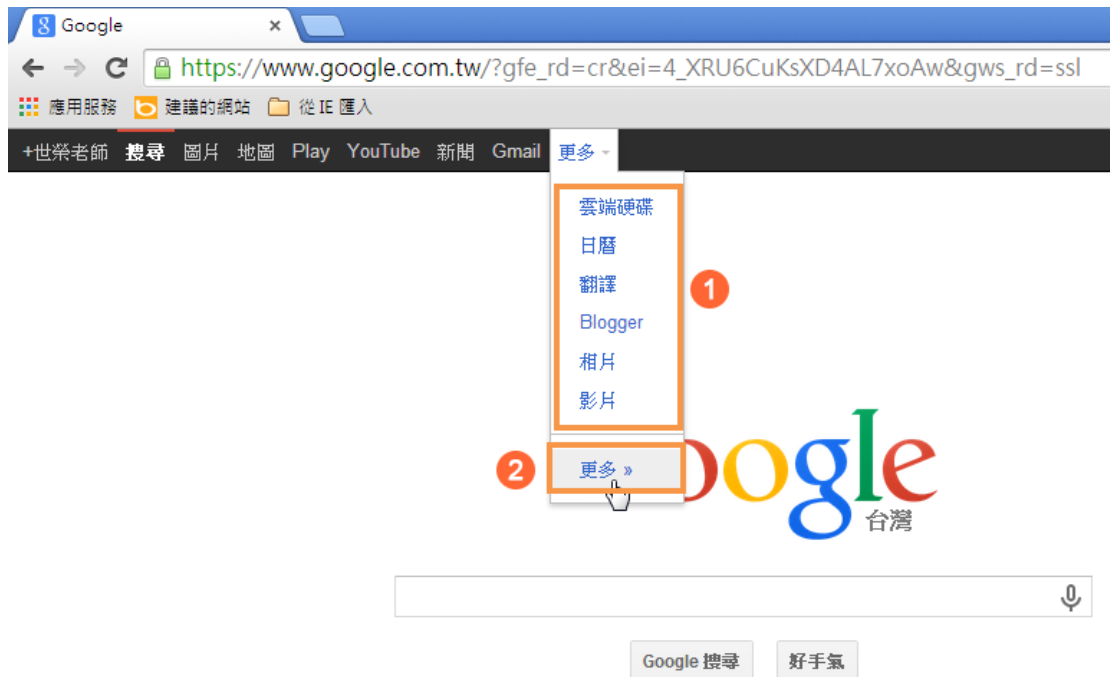 Google
https://www.google.com.tw/?gfe_rd=cr&ei=4_XRU6CuKsXD4AL7xoAw&gws_rd=ssl
應用服務 建議的網站 從 IE 匯入
+世榮老師 搜尋 圖片 地圖 Play YouTube 新聞 Gmail 更多
雲端硬碟
日曆
翻譯
1
Blogger
相片
影片
2 更多 »
oogle
台灣
Google 搜尋 好手氣